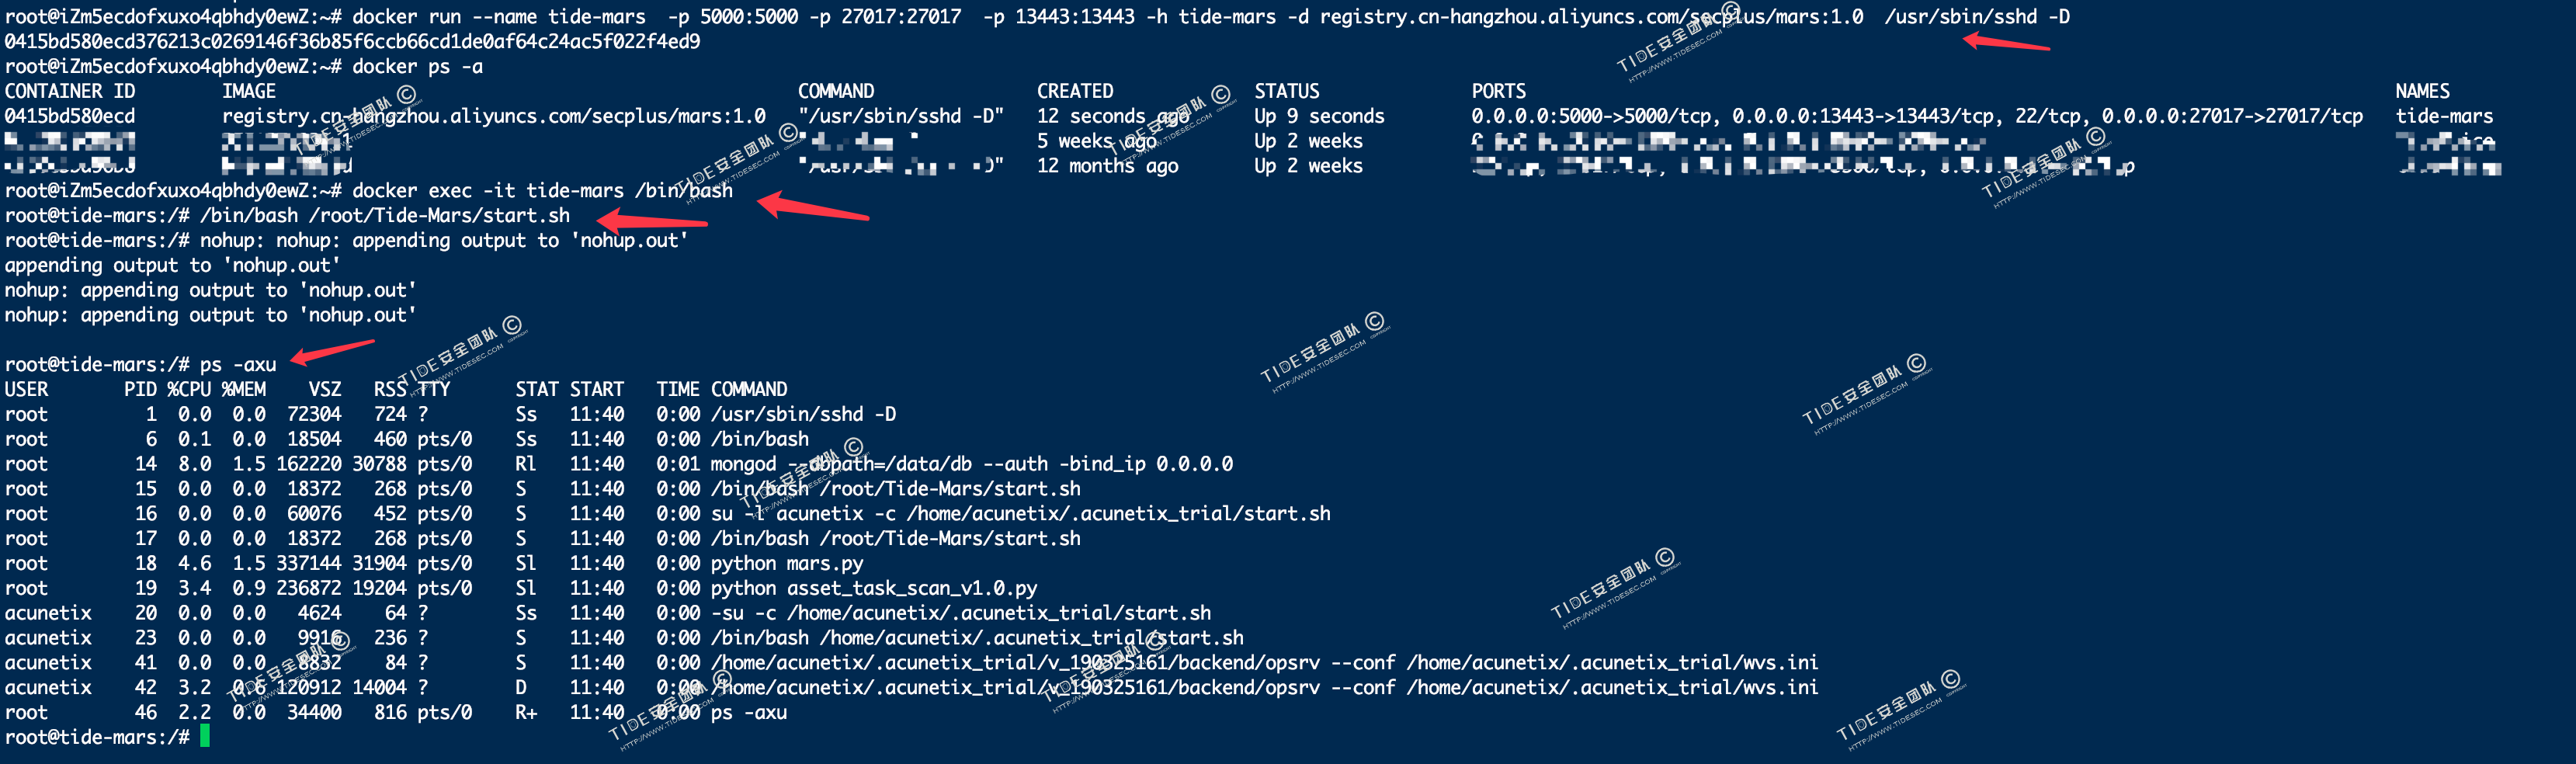 root@iZm5ecdofxuxo4qbhdy0ewZ:~# docker run --name tide-mars  -p 5000:5000 -p 27017:27017  -p 13443:13443 -h tide-mars -d registry.cn-hangzhou.aliyuncs.com/secplus/mars:1.0  /usr/sbin/sshd -D
0415bd580ecd376213c0269146f36b85f6ccb66cd1de0af64c24ac5f022f4ed9
root@iZm5ecdofxuxo4qbhdy0ewZ:~# docker ps -a
CONTAINER ID IMAGE COMMAND CREATED STATUS PORTS NAMES
0415bd580ecd registry.cn-hangzhou.aliyuncs.com/secplus/mars:1.0 "/usr/sbin/sshd -D" 12 seconds ago Up 9 seconds 0.0.0.0:5000->5000/tcp, 0.0.0.0:13443->13443/tcp, 22/tcp, 0.0.0.0:27017->27017/tcp tide-mars
5 weeks ago Up 2 weeks
12 months ago Up 2 weeks
root@iZm5ecdofxuxo4qbhdy0ewZ:~# docker exec -it tide-mars /bin/bash
root@tide-mars:/# /bin/bash /root/Tide-Mars/start.sh
root@tide-mars:/# nohup: nohup: appending output to 'nohup.out'
appending output to 'nohup.out'
nohup: appending output to 'nohup.out'
nohup: appending output to 'nohup.out'
root@tide-mars:/# ps -axu
USER PID %CPU %MEM VSZ RSS TTY STAT START TIME COMMAND
root 1 0.0 0.0 72304 724 ? Ss 11:40 0:00 /usr/sbin/sshd -D
root 6 0.1 0.0 18504 460 pts/0 Ss 11:40 0:00 /bin/bash
root 14 8.0 1.5 162220 30788 pts/0 Rl 11:40 0:01 mongod --dbpath=/data/db --auth -bind_ip 0.0.0.0
root 15 0.0 0.0 18372 268 pts/0 S 11:40 0:00 /bin/bash /root/Tide-Mars/start.sh
root 16 0.0 0.0 60076 452 pts/0 S 11:40 0:00 su -l acunetix -c /home/acunetix/.acunetix_trial/start.sh
root 17 0.0 0.0 18372 268 pts/0 S 11:40 0:00 /bin/bash /root/Tide-Mars/start.sh
root 18 4.6 1.5 337144 31904 pts/0 Sl 11:40 0:00 python mars.py
root 19 3.4 0.9 236872 19204 pts/0 Sl 11:40 0:00 python asset_task_scan_v1.0.py
acunetix 20 0.0 0.0 4624 64 ? Ss 11:40 0:00 -su -c /home/acunetix/.acunetix_trial/start.sh
acunetix 23 0.0 0.0 9916 236 ? S 11:40 0:00 /bin/bash /home/acunetix/.acunetix_trial/start.sh
acunetix 41 0.0 0.0 8832 84 ? S 11:40 0:00 /home/acunetix/.acunetix_trial/v_190325161/backend/opsrv --conf /home/acunetix/.acunetix_trial/wvs.ini
acunetix 42 3.2 0.6 120912 14004 ? D 11:40 0:00 /home/acunetix/.acunetix_trial/v_190325161/backend/opsrv --conf /home/acunetix/.acunetix_trial/wvs.ini
root 46 2.2 0.0 34400 816 pts/0 R+ 11:40 0:00 ps -axu
root@tide-mars:/#
TIDE安全团队 ©
HTTP://WWW.TIDESEC.COM COPYRIGHT